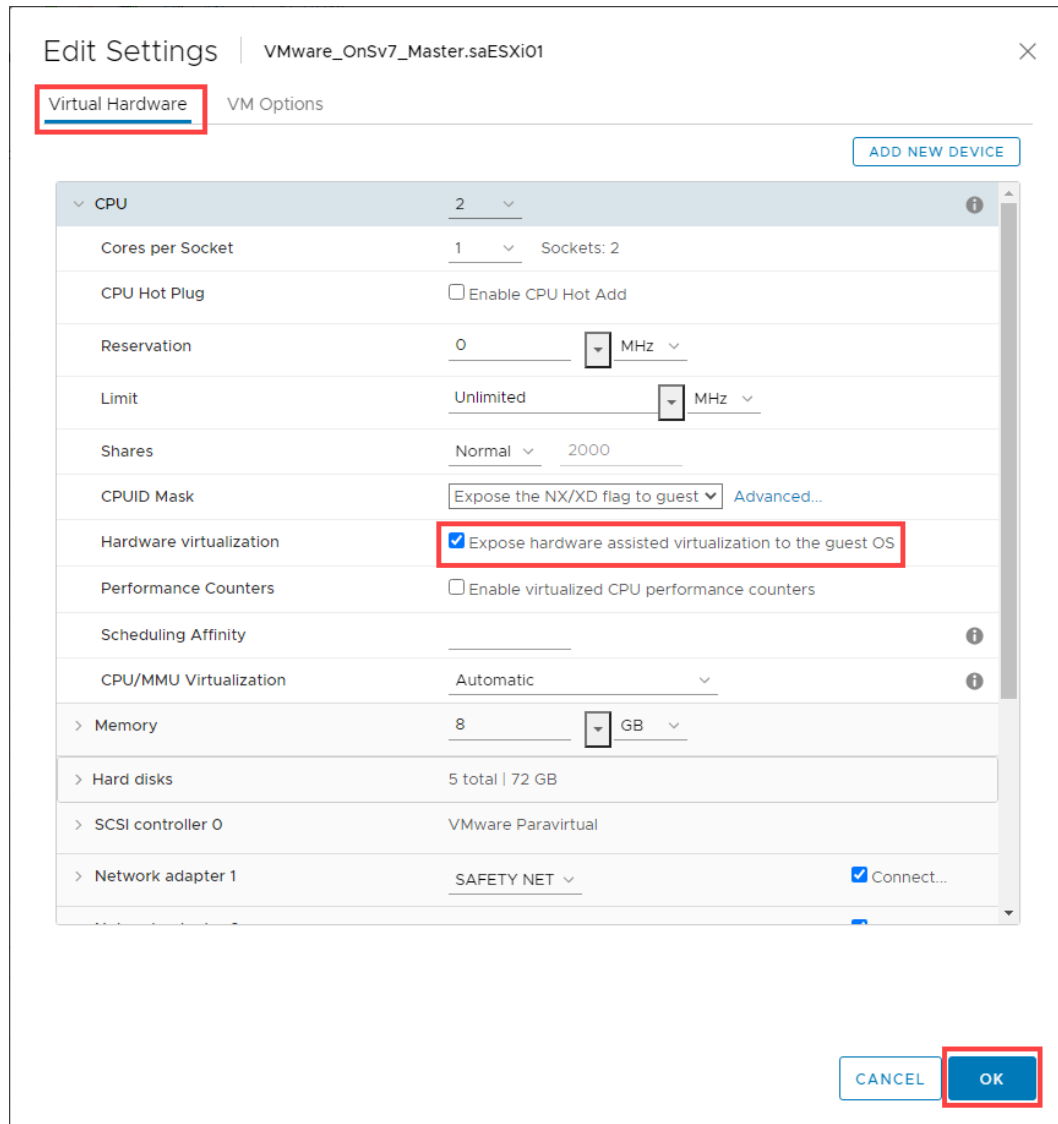 Edit Settings VMware_OnSv7_Master.saESXi01
Virtual Hardware VM Options
ADD NEW DEVICE
CPU 2
Cores per Socket 1 Sockets: 2
CPU Hot Plug Enable CPU Hot Add
Reservation 0 MHz
Limit Unlimited MHz
Shares Normal 2000
CPUID Mask Expose the NX/XD flag to guest Advanced...
Hardware virtualization Expose hardware assisted virtualization to the guest OS
Performance Counters Enable virtualized CPU performance counters
Scheduling Affinity
CPU/MMU Virtualization Automatic
Memory 8 GB
Hard disks 5 total | 72 GB
SCSI controller 0 VMware Paravirtual
Network adapter 1 SAFETY NET Connect...
CANCEL OK